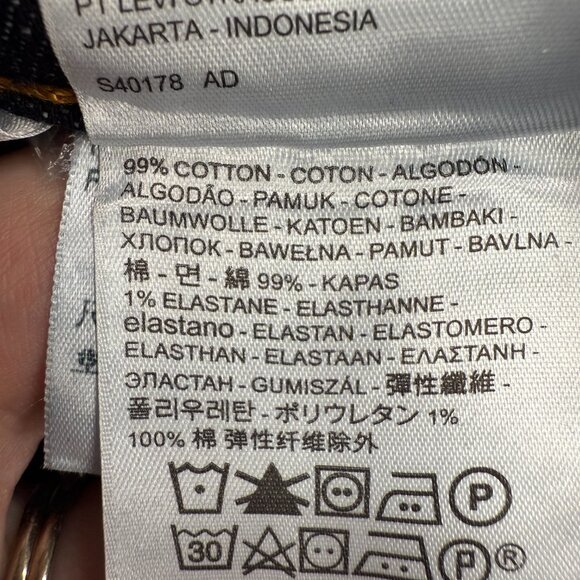 JAKARTA - INDONESIA
S40178 AD
99% COTTON - COTON - ALGODÓN -
ALGODÃO - PAMUK - COTONE -
BAUMWOLLE - KATOEN - BAMBAKI -
ХЛОПОК - BAWEŁNA - PAMUT - BAVLNA -
棉 - 면 - 綿 99% - KAPAS
1% ELASTANE - ELASTHANNE -
elastano - ELASTAN - ELASTOMERO -
ELASTHAN - ELASTAAN - ΕΛΑΣΤΑΝΗ -
ЭЛАСТАН - GUMISZÁL - 彈性纖維 -
폴리우레탄 - ポリウレタン 1%
100% 棉 弹性纤维除外
P
30 P ®